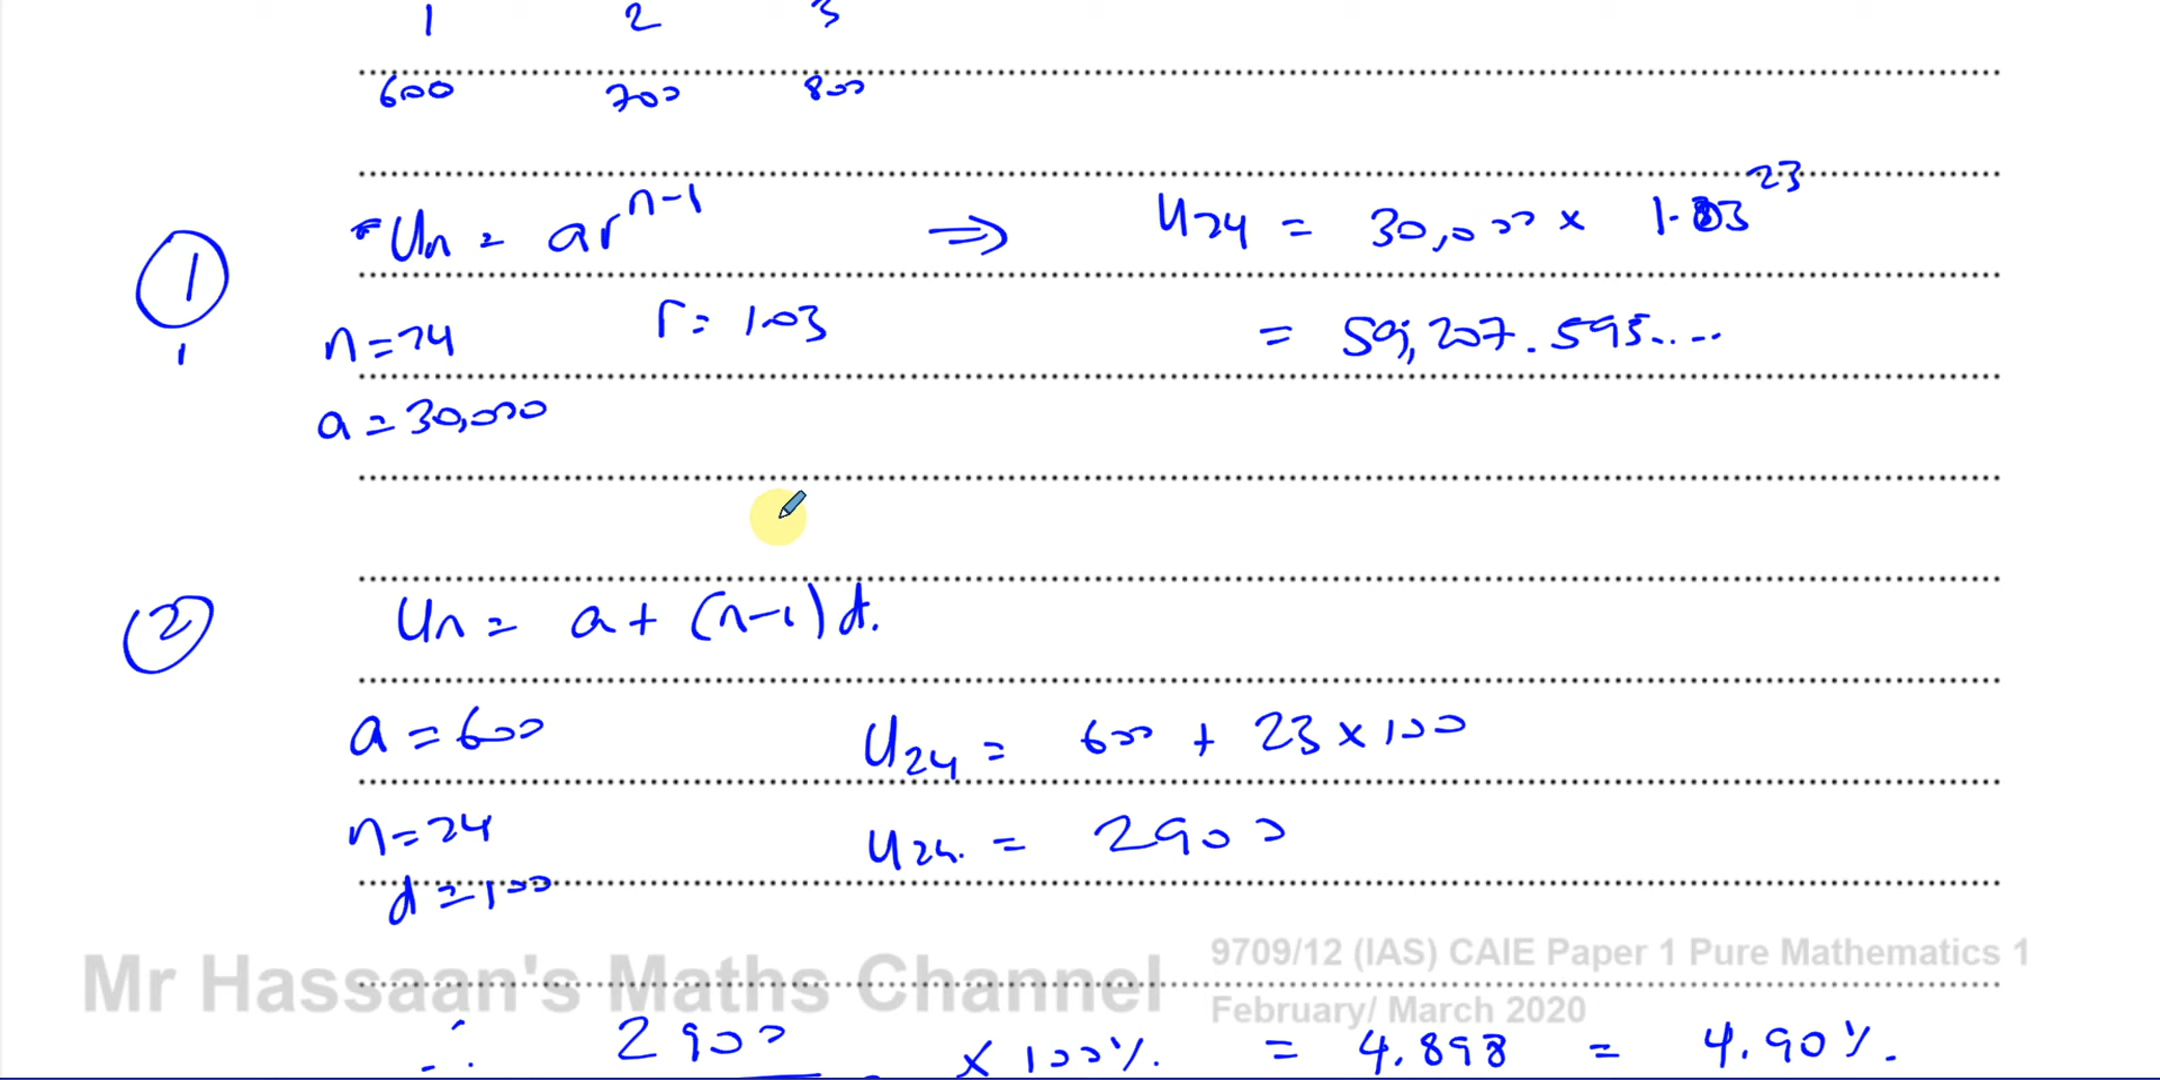 1 2 3
600 700 800
Un = ar^n-1 ⇒ U24 = 30,000 × 1.03^23
1
n=24 r= 1.03 = 59,207.595....
a=30,000
2 Un = a+ (n-1)d.
a=600 U24 = 600 + 23×100
n=24 U24. = 2900
d=100
Mr Hassaan's Maths Channel
9709/12 (IAS) CAIE Paper 1 Pure Mathematics 1
February/ March 2020
∴ 2900 × 100% = 4.898 = 4.90%.